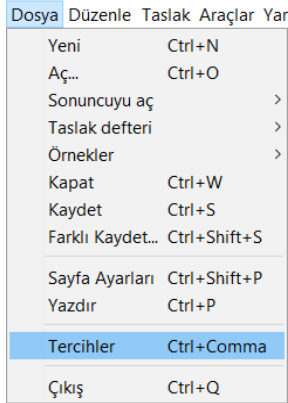 Dosya Düzenle Taslak Araçlar Yar
Yeni Ctrl+N
Aç... Ctrl+O
Sonuncuyu aç >
Taslak defteri >
Örnekler >
Kapat Ctrl+W
Kaydet Ctrl+S
Farklı Kaydet... Ctrl+Shift+S
Sayfa Ayarları Ctrl+Shift+P
Yazdır Ctrl+P
Tercihler Ctrl+Comma
Çıkış Ctrl+Q